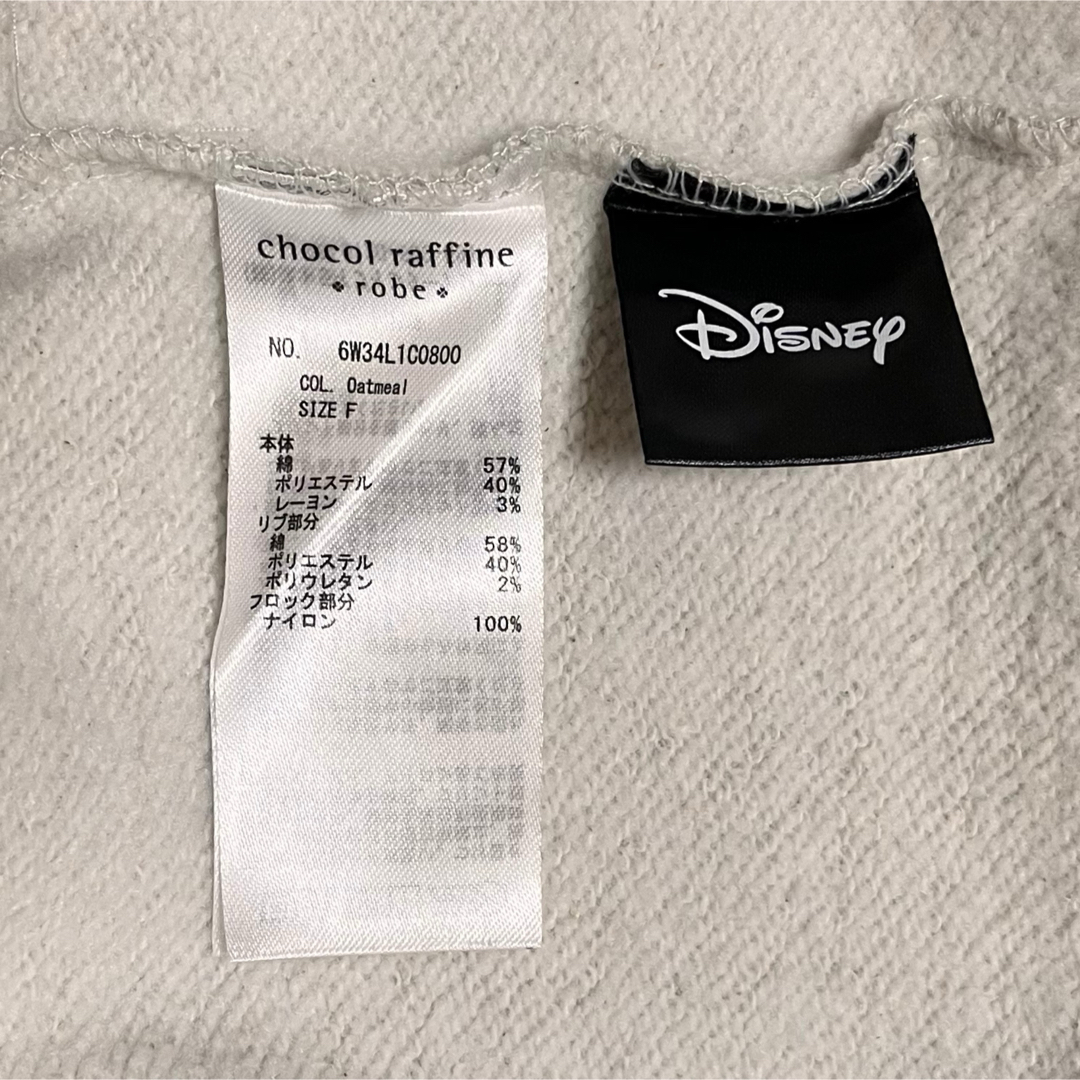 chocol raffine
robe
NO. 6W34L1C0800
COL. Oatmeal
SIZE F
本体
綿 57%
ポリエステル 40%
レーヨン 3%
リブ部分
綿 58%
ポリエステル 40%
ポリウレタン 2%
フロック部分
ナイロン 100%
Disney